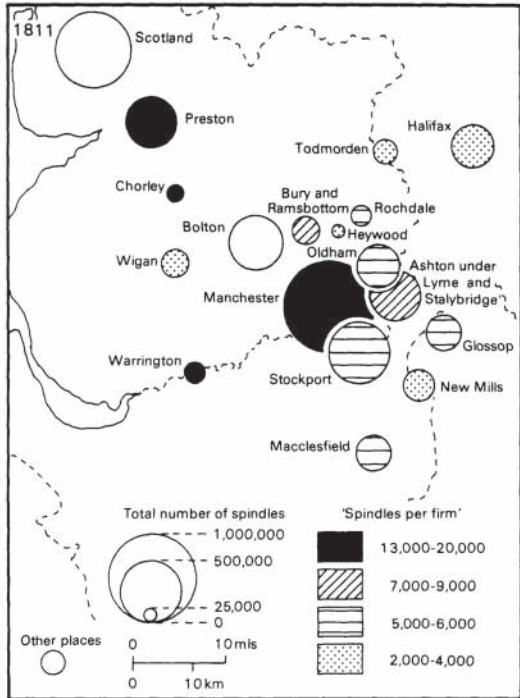 1811
Scotland
Preston
Halifax
Todmorden
Chorley
Bury and
Ramsbottom
Rochdale
Heywood
Bolton
Oldham
Wigan
Ashton under
Lyme and
Stalybridge
Manchester
Glossop
Warrington
Stockport
New Mills
Macclesfield
Total number of spindles
1,000,000
500,000
25,000
0
'Spindles per firm'
13,000-20,000
7,000-9,000
5,000-6,000
2,000-4,000
Other places
0 10 mls
0 10 km